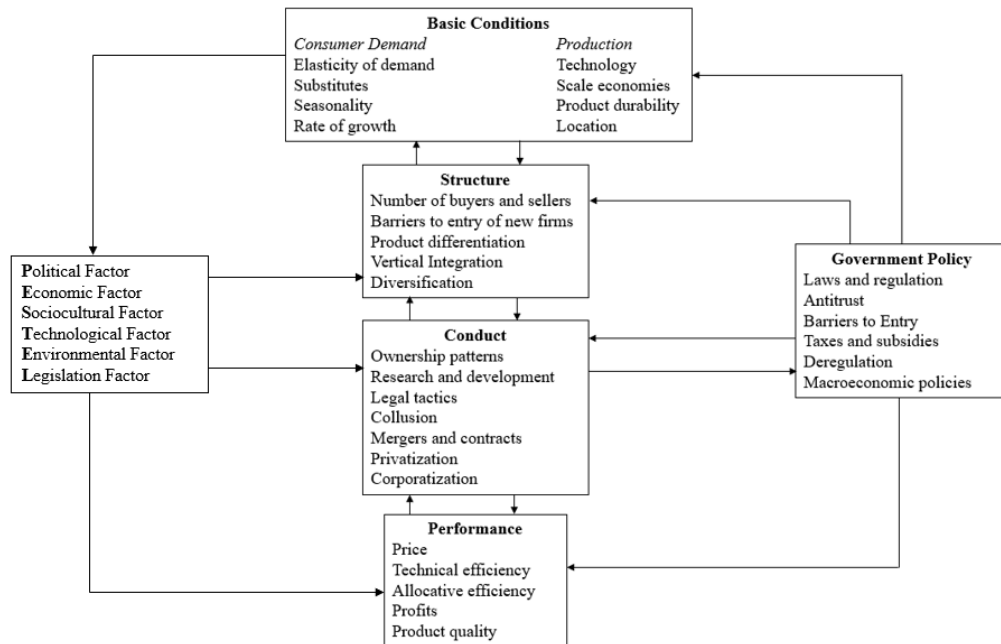 Basic Conditions
Consumer Demand Production
Elasticity of demand Technology
Substitutes Scale economies
Seasonality Product durability
Rate of growth Location
Structure
Number of buyers and sellers
Barriers to entry of new firms
Product differentiation
Vertical Integration
Diversification
Political Factor
Economic Factor
Sociocultural Factor
Technological Factor
Environmental Factor
Legislation Factor
Government Policy
Laws and regulation
Antitrust
Barriers to Entry
Taxes and subsidies
Deregulation
Macroeconomic policies
Conduct
Ownership patterns
Research and development
Legal tactics
Collusion
Mergers and contracts
Privatization
Corporatization
Performance
Price
Technical efficiency
Allocative efficiency
Profits
Product quality